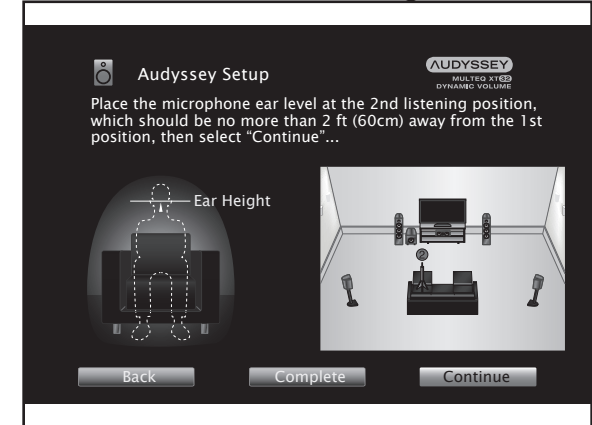 Audyssey Setup
AUDYSSEY
MULTEQ XT32
DYNAMIC VOLUME
Place the microphone ear level at the 2nd listening position,
which should be no more than 2 ft (60cm) away from the 1st
position, then select “Continue”...
Ear Height
2
Back
Complete
Continue